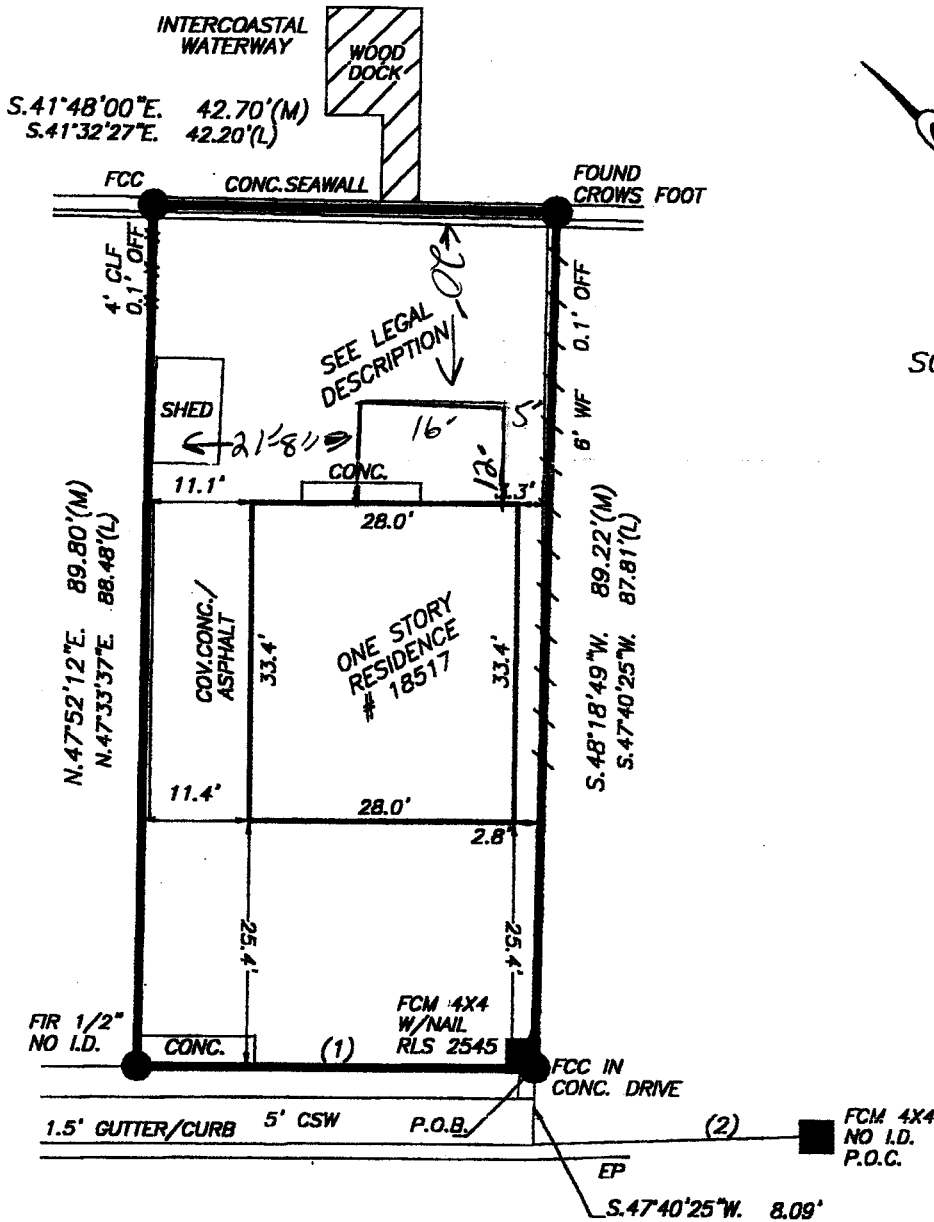 INTERCOASTAL
WATERWAY
WOOD
DOCK
S.41°48'00"E. 42.70'(M)
S.41°32'27"E. 42.20'(L)
FCC
CONC.SEAWALL
FOUND
CROWS FOOT
4' CLF
0.1' OFF
20'
0.1' OFF
6' WF
SEE LEGAL
DESCRIPTION
SHED
21'-8"
16'
5'
12'
CONC.
11.1'
3.3'
28.0'
N.47°52'12"E. 89.80'(M)
N.47°33'37"E. 88.48'(L)
COV.CONC./
ASPHALT
33.4'
ONE STORY
RESIDENCE
# 18517
33.4'
S.48°18'49"W. 89.22'(M)
S.47°40'25"W. 87.81'(L)
11.4'
28.0'
2.8'
25.4'
25.4'
FIR 1/2"
NO I.D.
CONC.
(1)
FCM 4X4
W/NAIL
RLS 2545
FCC IN
CONC. DRIVE
1.5' GUTTER/CURB
5' CSW
P.O.B.
(2)
FCM 4X4
NO I.D.
P.O.C.
EP
S.47°40'25"W. 8.09'